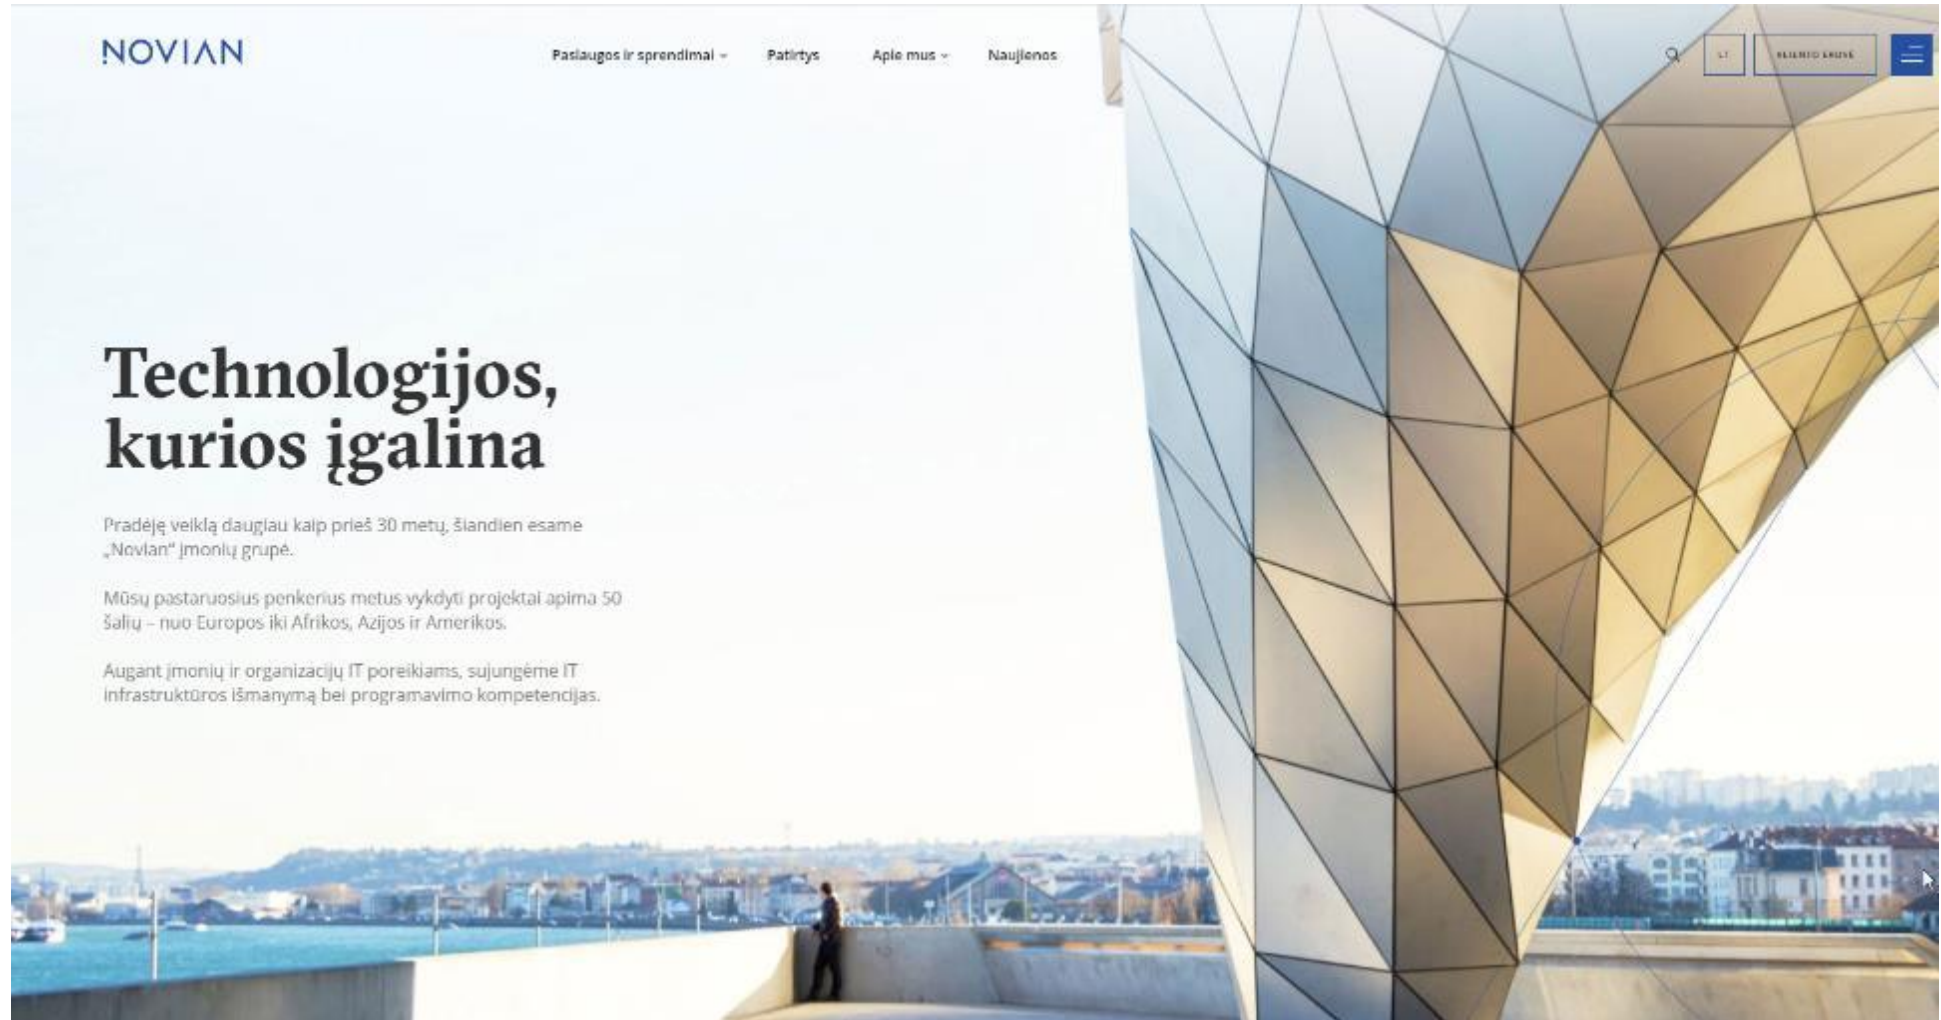 NOVIAN
Paslaugos ir sprendimai
Patirtys
Apie mus
Naujienos
LT
KLIENTO ERDVĖ
Technologijos,
kurios įgalina
Pradėję veiklą daugiau kaip prieš 30 metų, šiandien esame
„Novian“ įmonių grupė.
Mūsų pastaruosius penkerius metus vykdyti projektai apima 50
šalių – nuo Europos iki Afrikos, Azijos ir Amerikos.
Augant įmonių ir organizacijų IT poreikiams, sujungėme IT
infrastruktūros išmanymą bei programavimo kompetencijas.